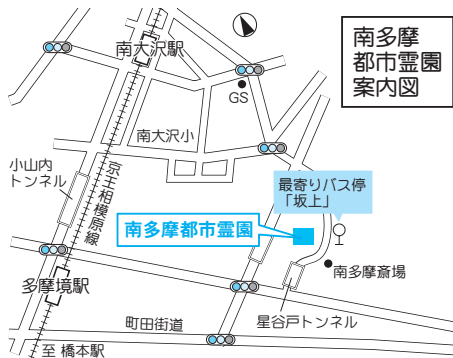 南多摩
都市霊園
案内図
南大沢駅
GS
南大沢小
小山内
トンネル
京王相模原線
最寄りバス停
「坂上」
南多摩都市霊園
南多摩斎場
多摩境駅
星谷戸トンネル
町田街道
至 橋本駅